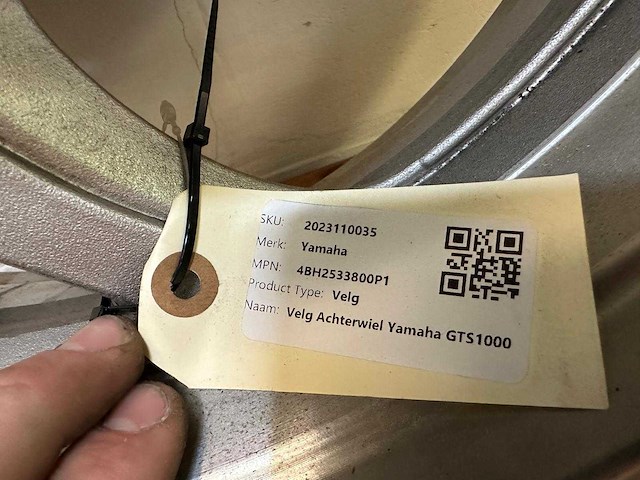 SKU: 2023110035
Merk: Yamaha
MPN: 4BH2533800P1
Product Type: Velg
Naam: Velg Achterwiel Yamaha GTS1000